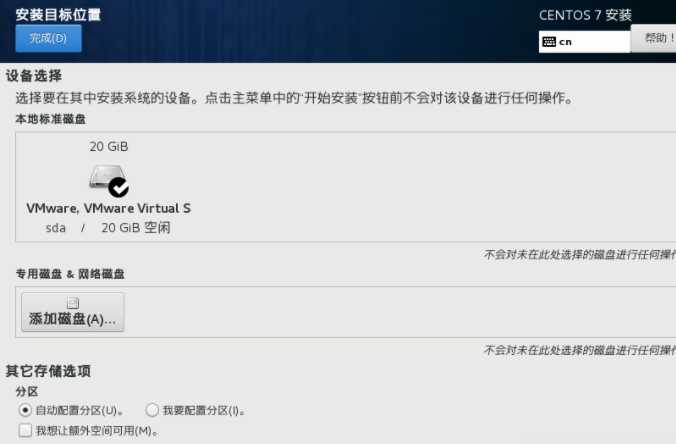 安装目标位置
CENTOS 7 安装
完成(D)
cn
帮助！
设备选择
选择要在其中安装系统的设备。点击主菜单中的“开始安装”按钮前不会对该设备进行任何操作。
本地标准磁盘
20 GiB
VMware, VMware Virtual S
sda / 20 GiB 空闲
不会对未在此处选择的磁盘进行任何操作
专用磁盘 & 网络磁盘
添加磁盘(A)...
不会对未在此处选择的磁盘进行任何操作
其它存储选项
分区
自动配置分区(U)。 我要配置分区(I)。
我想让额外空间可用(M)。